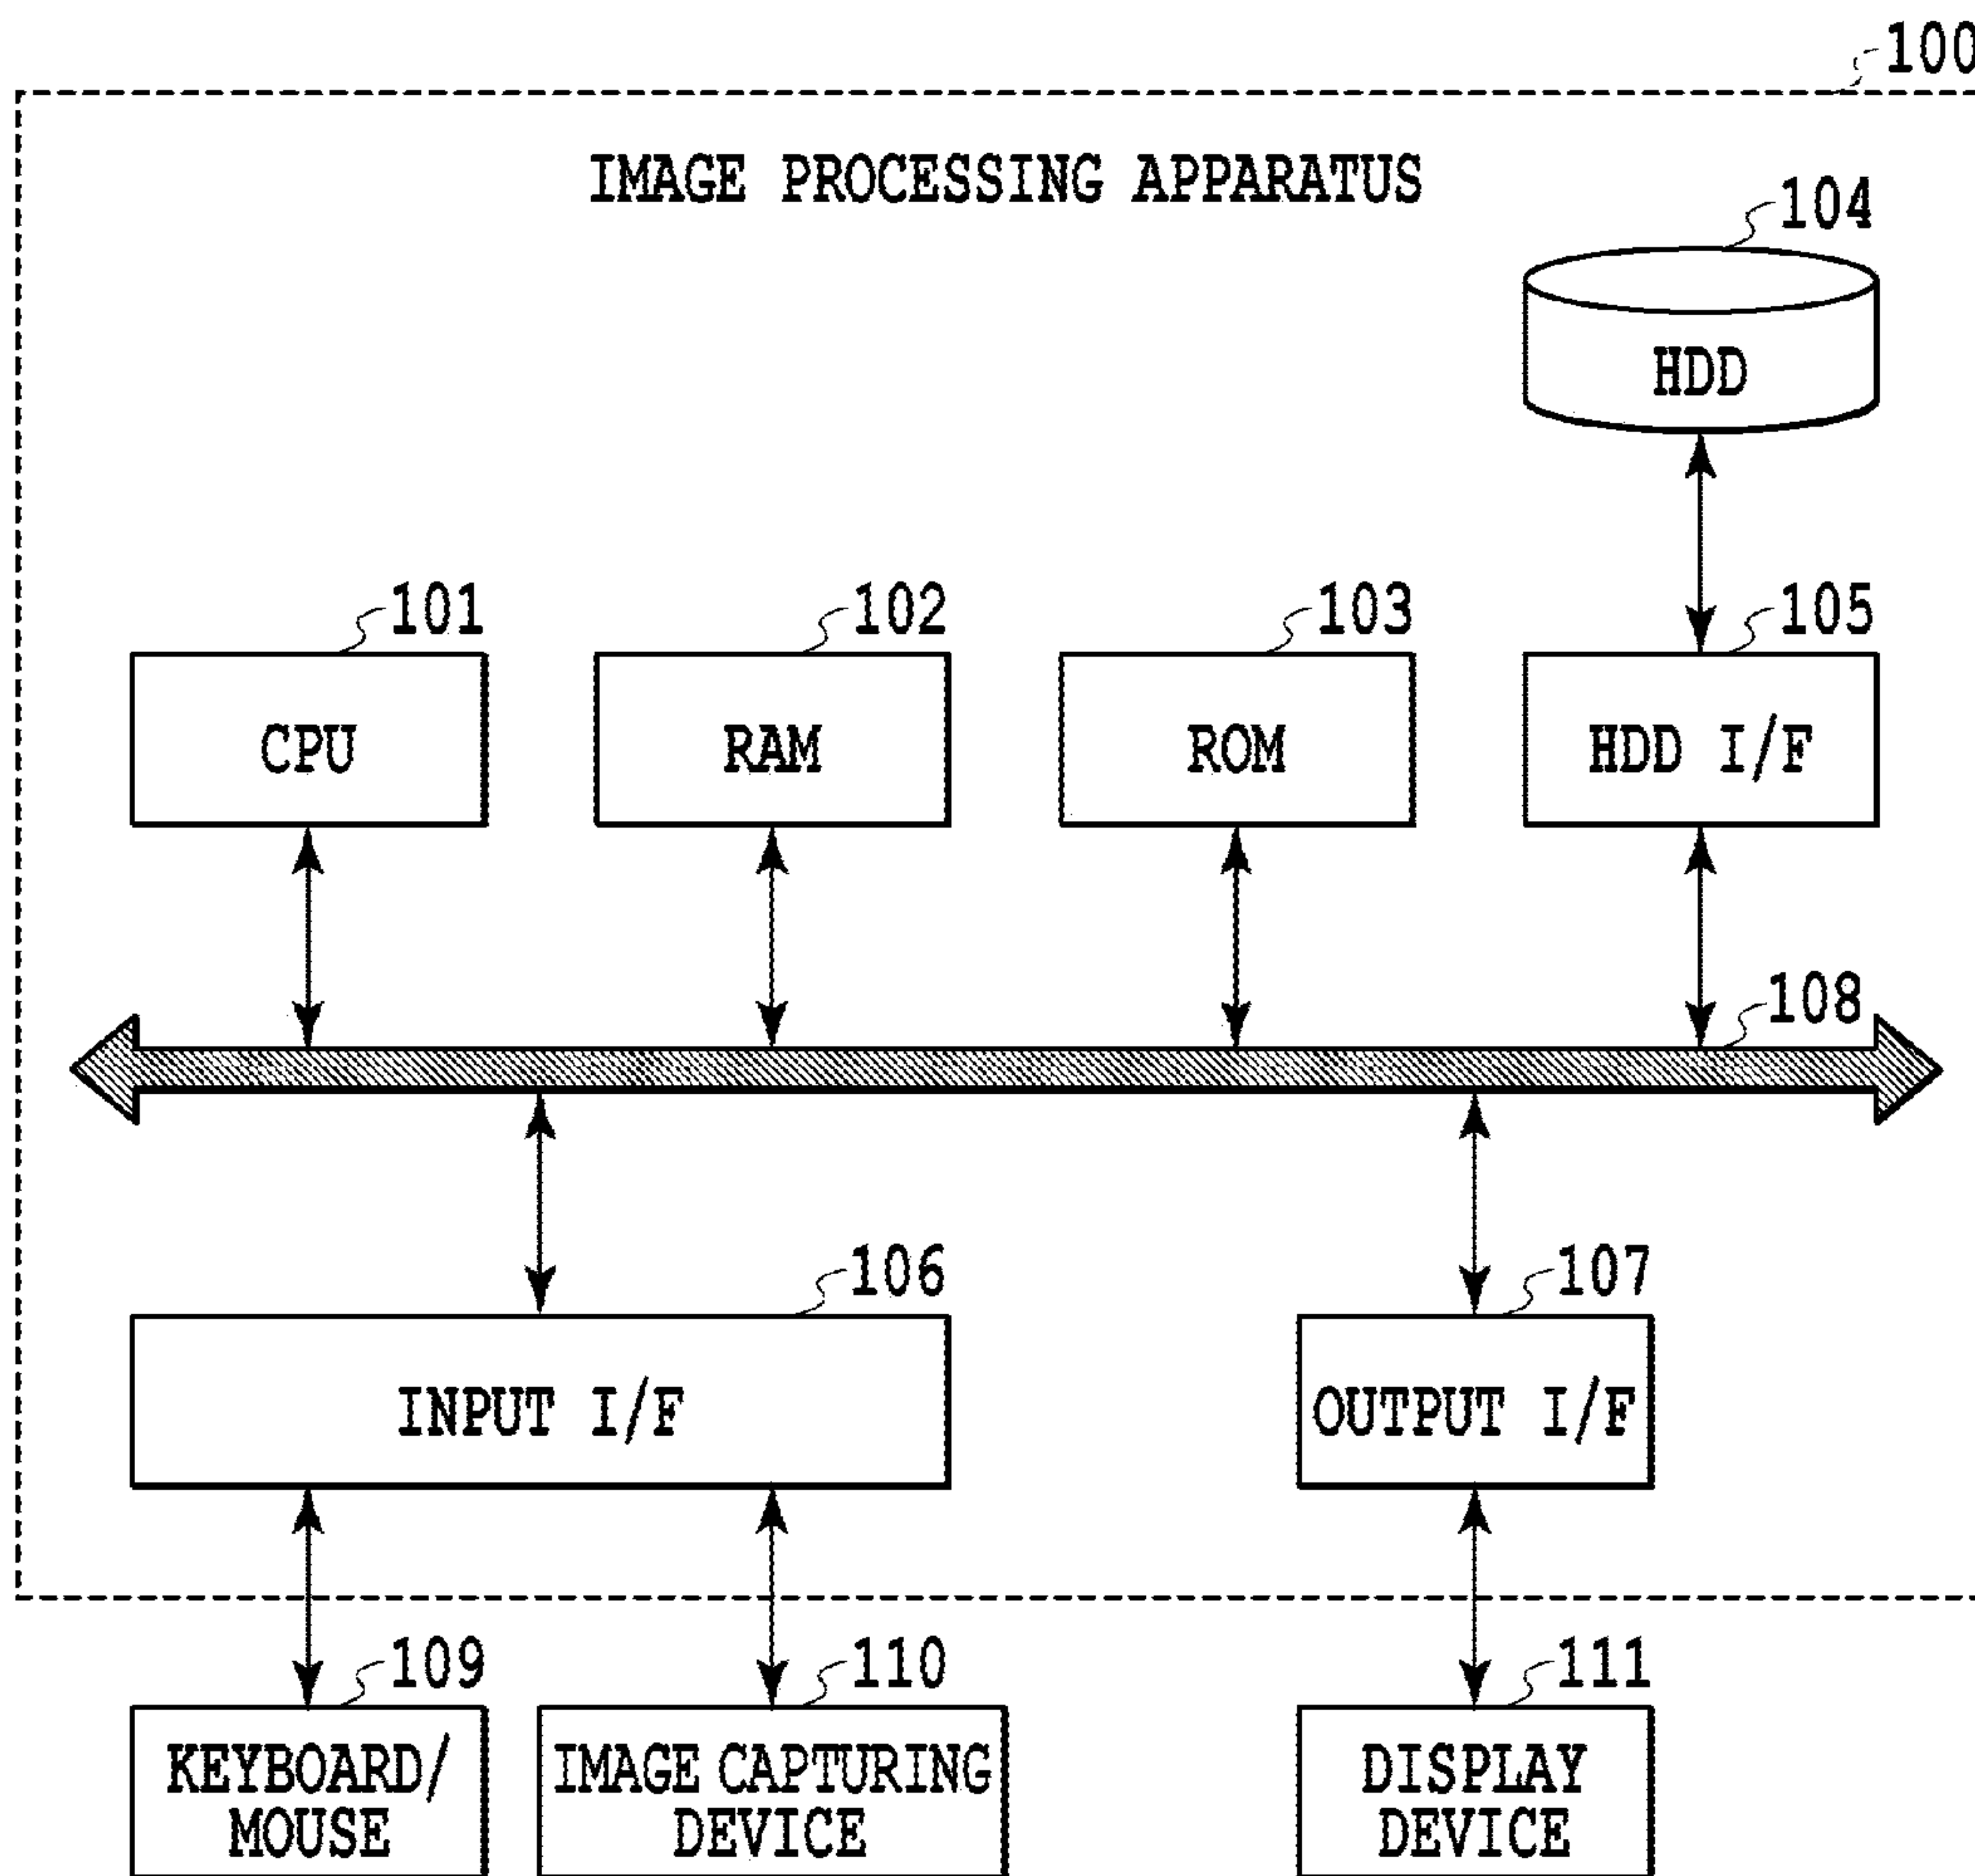 100
IMAGE PROCESSING APPARATUS
104
HDD
101
102
103
105
CPU
RAM
ROM
HDD I/F
108
106
107
INPUT I/F
OUTPUT I/F
109
110
111
KEYBOARD/
MOUSE
IMAGE CAPTURING
DEVICE
DISPLAY
DEVICE